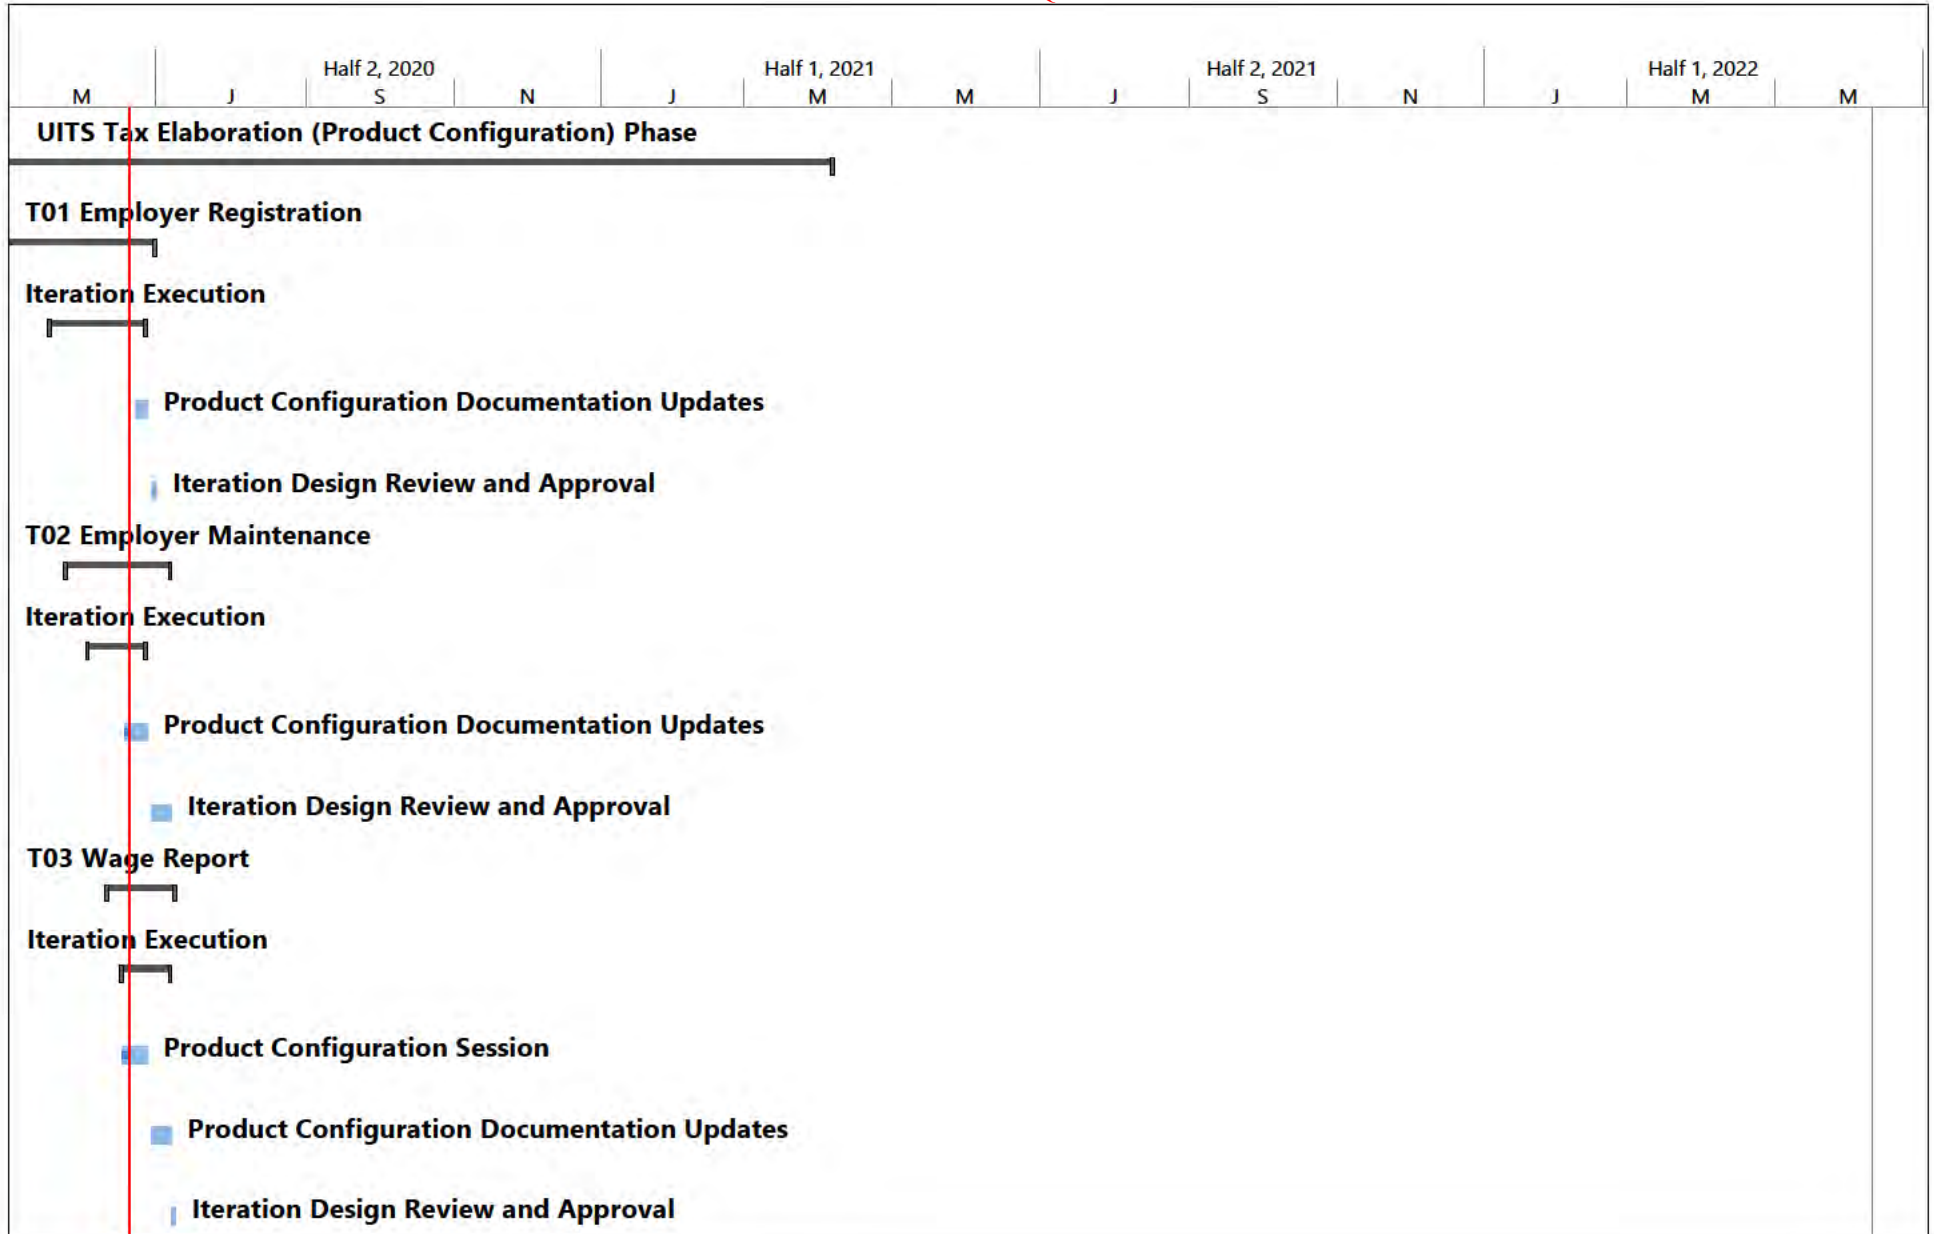 Half 2, 2020 Half 1, 2021 Half 2, 2021 Half 1, 2022
M J S N J M M J S N J M M
UITS Tax Elaboration (Product Configuration) Phase
T01 Employer Registration
Iteration Execution
Product Configuration Documentation Updates
Iteration Design Review and Approval
T02 Employer Maintenance
Iteration Execution
Product Configuration Documentation Updates
Iteration Design Review and Approval
T03 Wage Report
Iteration Execution
Product Configuration Session
Product Configuration Documentation Updates
Iteration Design Review and Approval